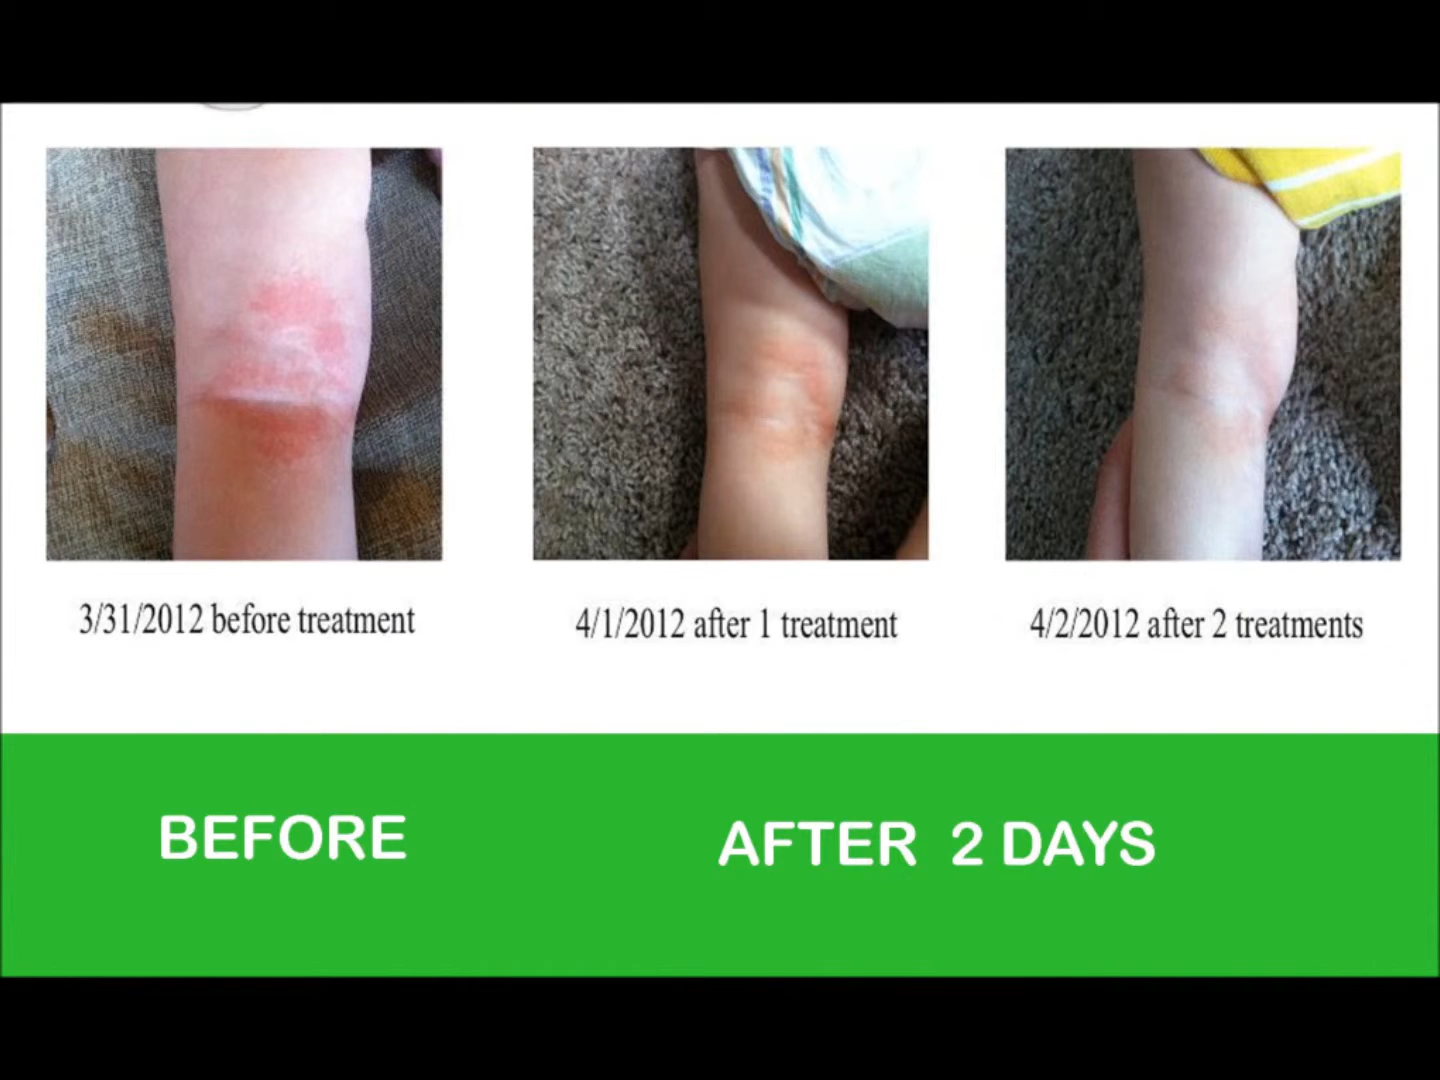 3/31/2012 before treatment
4/1/2012 after 1 treatment
4/2/2012 after 2 treatments
BEFORE
AFTER 2 DAYS